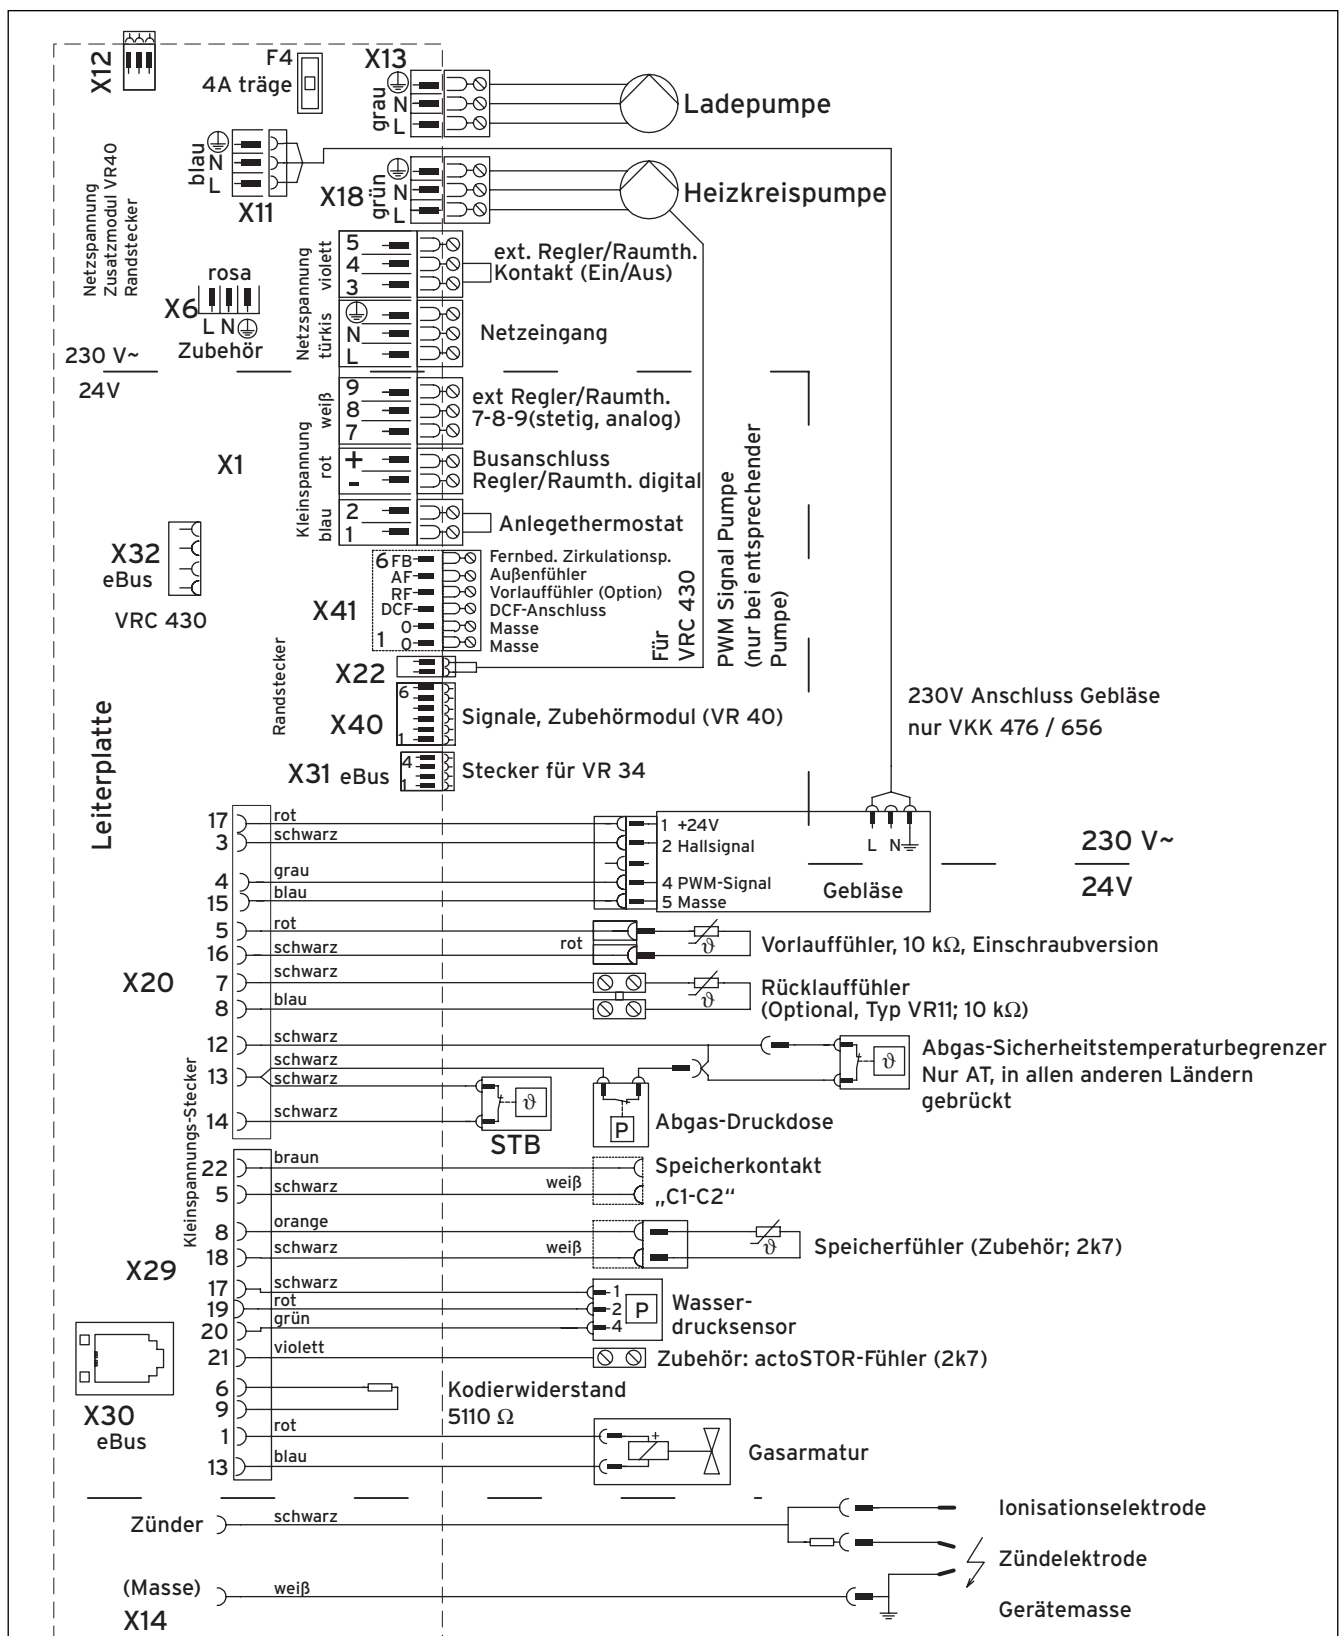 X12
F4
4A träge
X13
grau
N
L
Ladepumpe
blau
N
L
X11
X18
grün
N
L
Heizkreispumpe
Netzspannung
Zusatzmodul VR40
Randstecker
rosa
X6
L N
Zubehör
230 V~
24V
Netzspannung
violett
5
4
3
ext. Regler/Raumth.
Kontakt (Ein/Aus)
türkis
N
L
Netzeingang
X1
Kleinspannung
weiß
9
8
7
ext Regler/Raumth.
7-8-9(stetig, analog)
rot
+
-
Busanschluss
Regler/Raumth. digital
blau
2
1
Anlegethermostat
X32
eBus
VRC 430
X41
6 FB
AF
RF
DCF
0
1 0
Fernbed. Zirkulationsp.
Außenfühler
Vorlauffühler (Option)
DCF-Anschluss
Masse
Masse
Für
VRC 430
PWM Signal Pumpe
(nur bei entsprechender
Pumpe)
Randstecker
X22
X40
6
1
Signale, Zubehörmodul (VR 40)
X31 eBus
4
1
Stecker für VR 34
230V Anschluss Gebläse
nur VKK 476 / 656
Leiterplatte
17 rot
3 schwarz
4 grau
15 blau
1 +24V
2 Hallsignal
4 PWM-Signal
5 Masse
L N
Gebläse
230 V~
24V
X20
5 rot
16 schwarz
rot
Vorlauffühler, 10 kΩ, Einschraubversion
ϑ
7 schwarz
8 blau
ϑ
Rücklauffühler
(Optional, Typ VR11; 10 kΩ)
12 schwarz
13 schwarz
schwarz
14 schwarz
ϑ
STB
P
Abgas-Druckdose
ϑ
Abgas-Sicherheitstemperaturbegrenzer
Nur AT, in allen anderen Ländern
gebrückt
Kleinspannungs-Stecker
22 braun
5 schwarz
weiß
Speicherkontakt
„C1-C2“
8 orange
18 schwarz
weiß
ϑ
Speicherfühler (Zubehör; 2k7)
X29
17 schwarz
19 rot
20 grün
1
2
4
P
Wasser-
drucksensor
21 violett
Zubehör: actoSTOR-Fühler (2k7)
6
9
Kodierwiderstand
5110 Ω
X30
eBus
1 rot
13 blau
+
Gasarmatur
Zünder
schwarz
Ionisationselektrode
Zündelektrode
(Masse)
weiß
X14
Gerätemasse